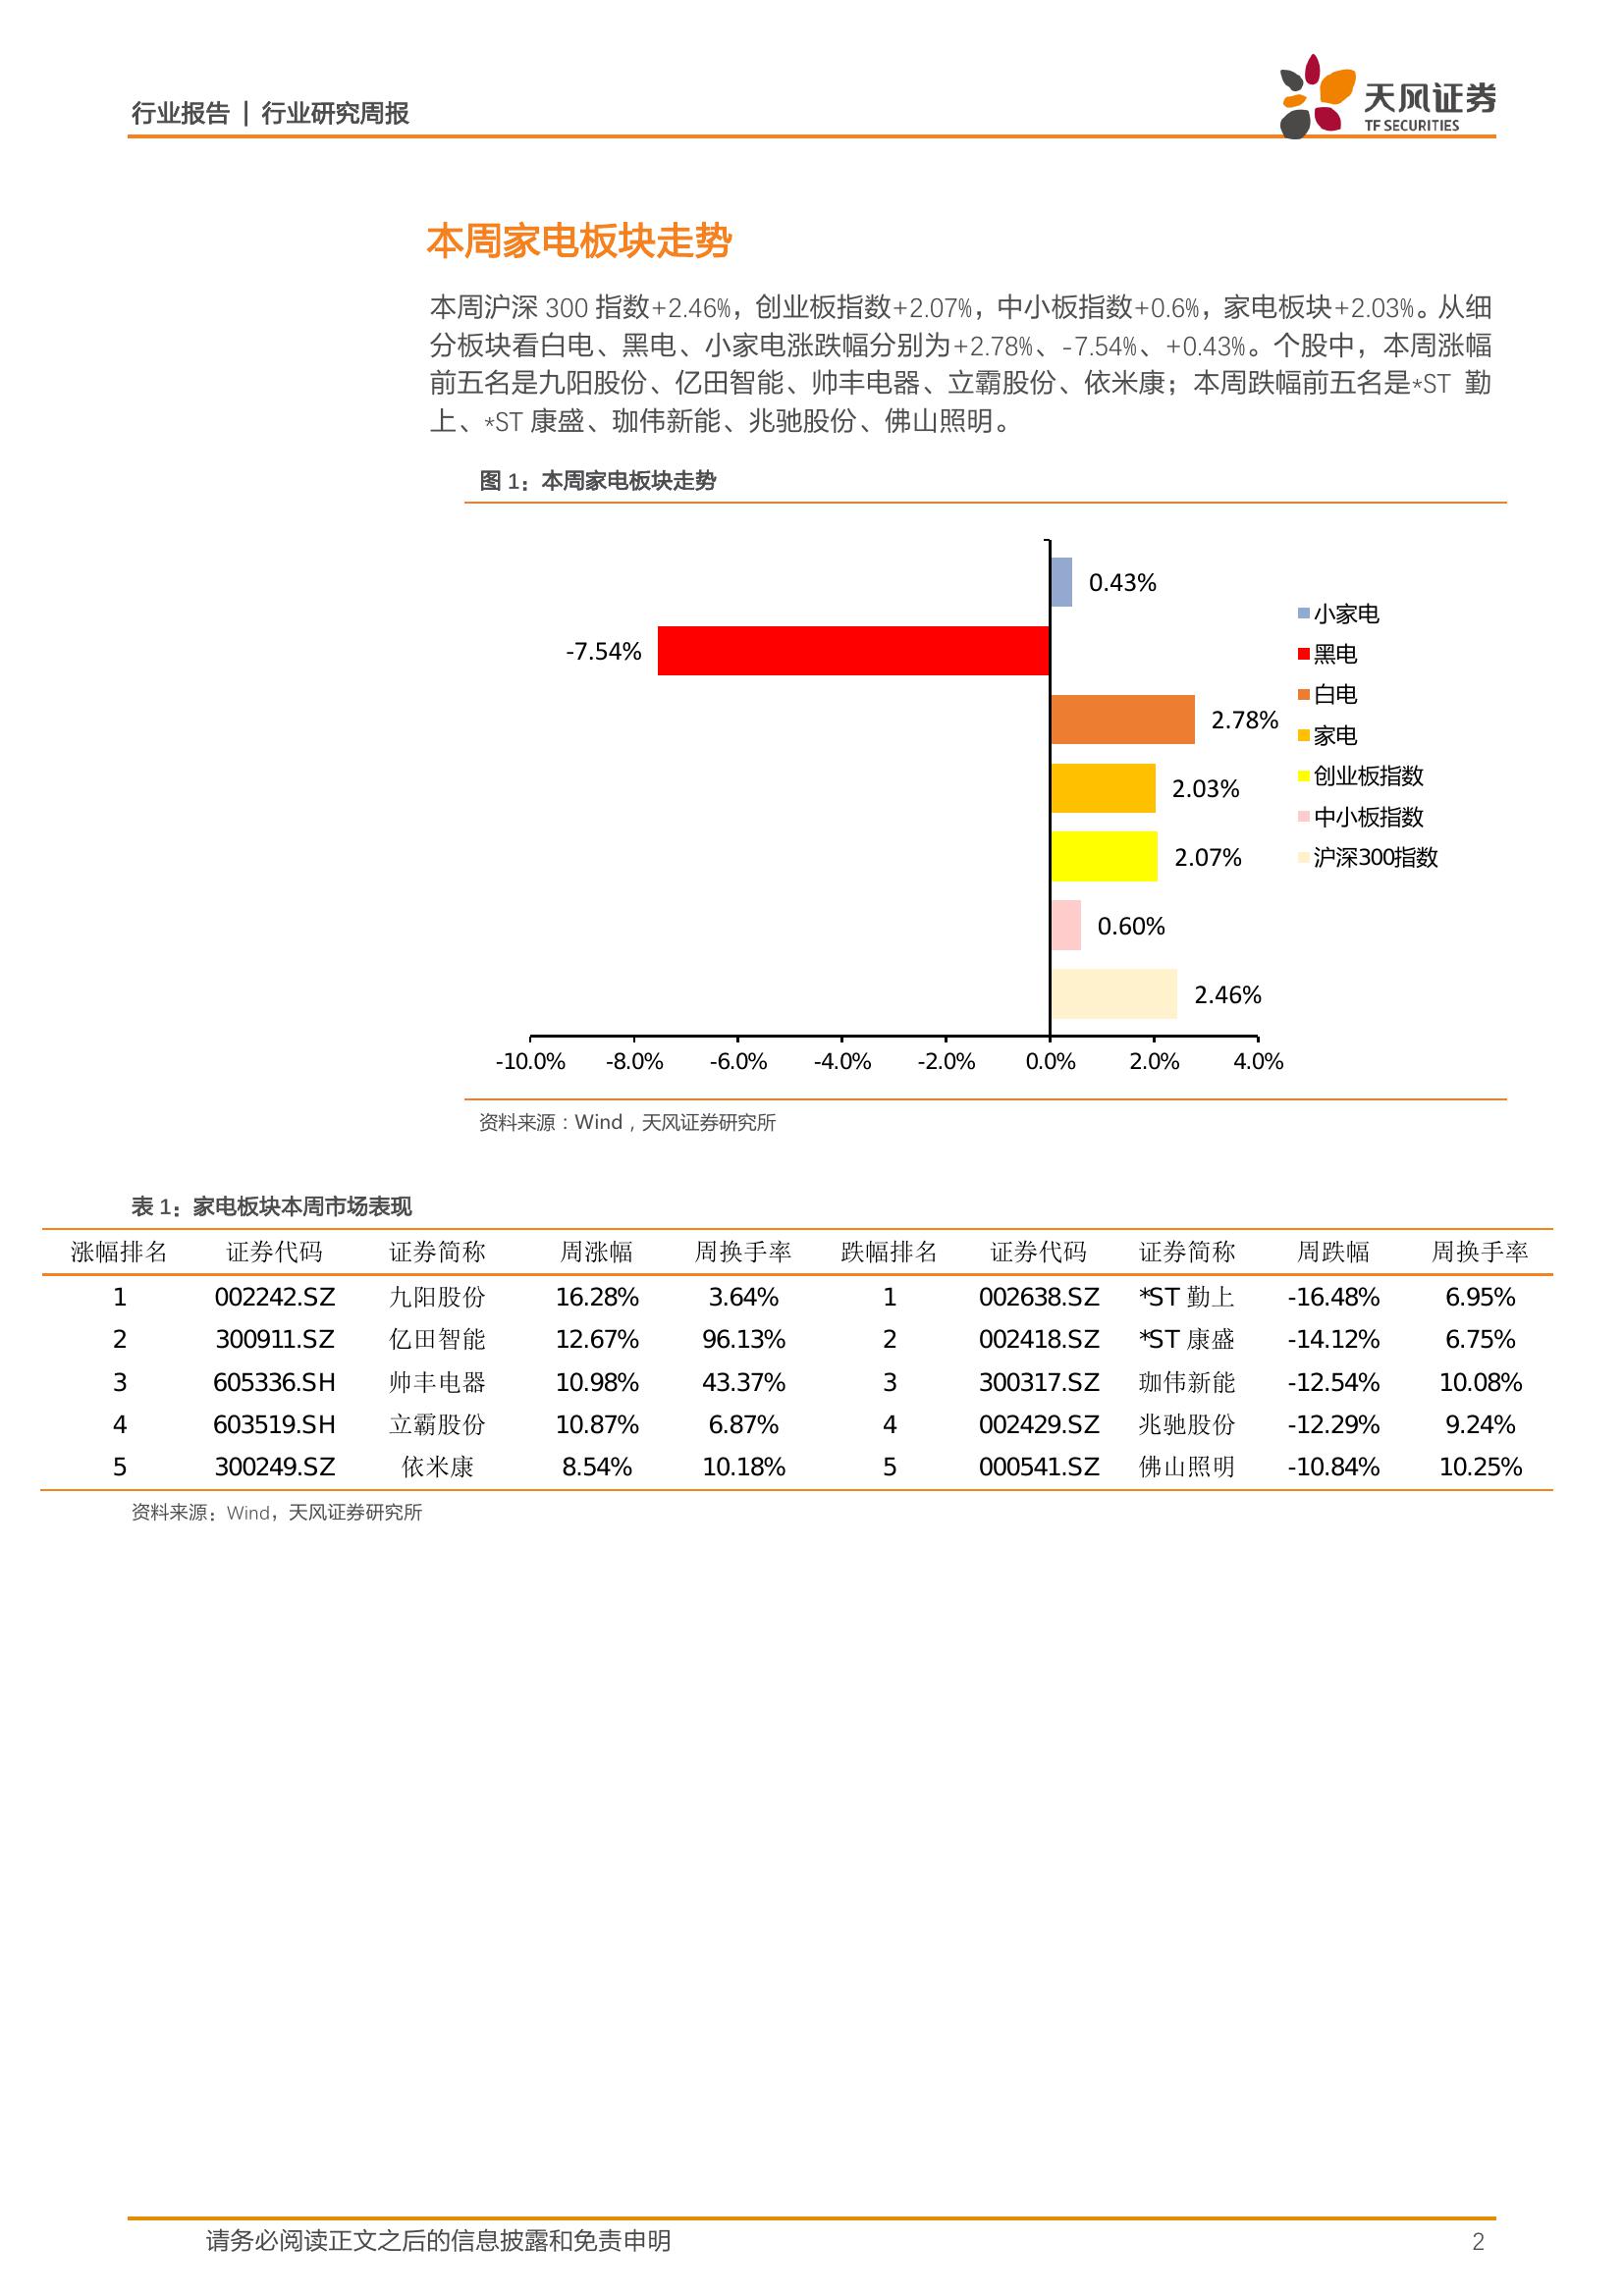 行业报告 | 行业研究周报
天风证券
TF SECURITIES
本周家电板块走势
本周沪深 300 指数+2.46%，创业板指数+2.07%，中小板指数+0.6%，家电板块+2.03%。从细
分板块看白电、黑电、小家电涨跌幅分别为+2.78%、-7.54%、+0.43%。个股中，本周涨幅
前五名是九阳股份、亿田智能、帅丰电器、立霸股份、依米康；本周跌幅前五名是*ST 勤
上、*ST 康盛、珈伟新能、兆驰股份、佛山照明。
图 1：本周家电板块走势
0.43%
-7.54%
2.78%
2.03%
2.07%
0.60%
2.46%
小家电
黑电
白电
家电
创业板指数
中小板指数
沪深300指数
-10.0% -8.0% -6.0% -4.0% -2.0% 0.0% 2.0% 4.0%
资料来源：Wind，天风证券研究所
表 1：家电板块本周市场表现
涨幅排名 证券代码 证券简称 周涨幅 周换手率 跌幅排名 证券代码 证券简称 周跌幅 周换手率
1 002242.SZ 九阳股份 16.28% 3.64% 1 002638.SZ *ST 勤上 -16.48% 6.95%
2 300911.SZ 亿田智能 12.67% 96.13% 2 002418.SZ *ST 康盛 -14.12% 6.75%
3 605336.SH 帅丰电器 10.98% 43.37% 3 300317.SZ 珈伟新能 -12.54% 10.08%
4 603519.SH 立霸股份 10.87% 6.87% 4 002429.SZ 兆驰股份 -12.29% 9.24%
5 300249.SZ 依米康 8.54% 10.18% 5 000541.SZ 佛山照明 -10.84% 10.25%
资料来源：Wind，天风证券研究所
请务必阅读正文之后的信息披露和免责申明 2